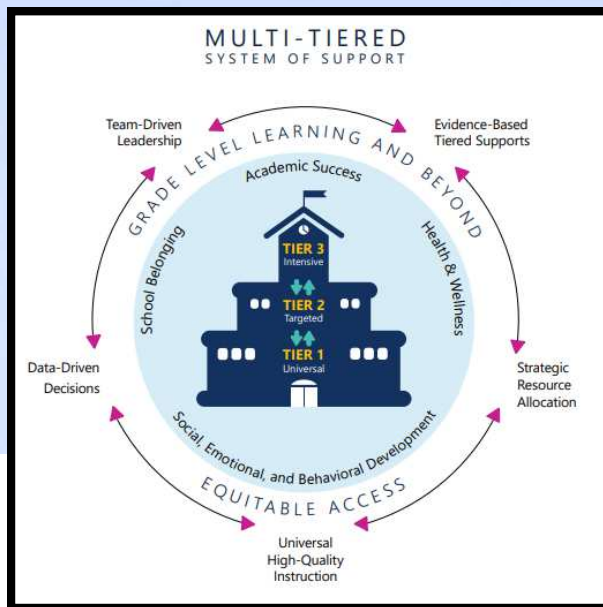 MULTI-TIERED
SYSTEM OF SUPPORT
Team-Driven
Leadership
Evidence-Based
Tiered Supports
GRADE LEVEL LEARNING AND BEYOND
Academic Success
School Belonging
Health & Wellness
TIER 3
Intensive
TIER 2
Targeted
TIER 1
Universal
Data-Driven
Decisions
Strategic
Resource
Allocation
Social, Emotional, and Behavioral Development
EQUITABLE ACCESS
Universal
High-Quality
Instruction